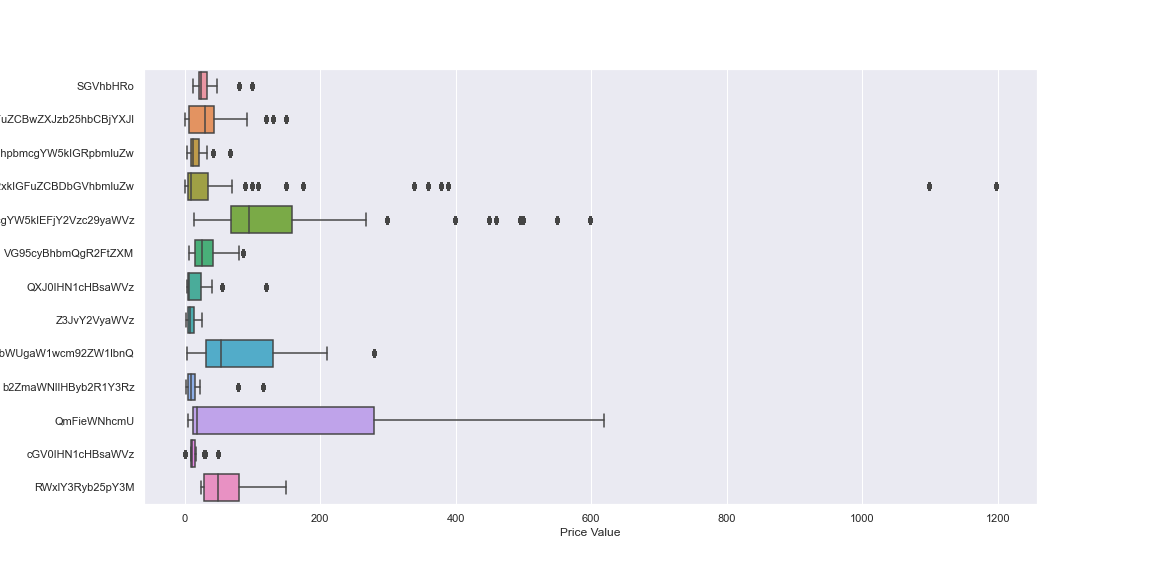 SGVhbHRo
uZCBwZXJzb25hbCBjYXJl
hpbmcgYW5kIGRpbmluZw
xkIGFuZCBDbGVhbmluZw
gYW5kIEFjY2Vzc29yaWVz
VG95cyBhbmQgR2FtZXM
QXJ0IHN1cHBsaWVz
Z3JvY2VyaWVz
bWUgaW1wcm92ZW1lbnQ
b2ZmaWNlIHByb2R1Y3Rz
QmFieWNhcmU
cGV0IHN1cHBsaWVz
RWxlY3Ryb25pY3M
0 200 400 600 800 1000 1200
Price Value